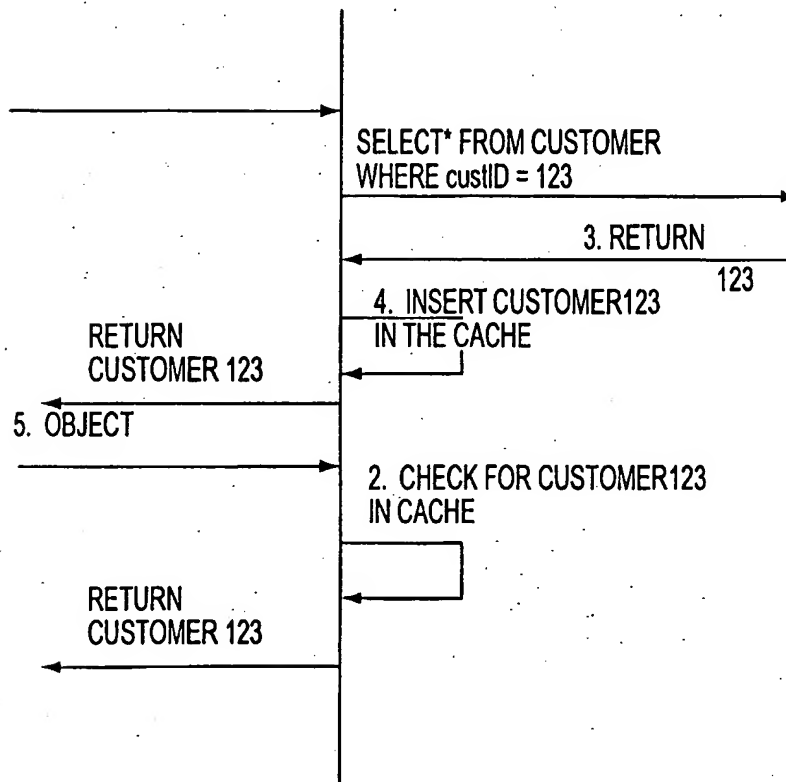 SELECT* FROM CUSTOMER
WHERE custID = 123
3. RETURN
123
4. INSERT CUSTOMER123
IN THE CACHE
RETURN
CUSTOMER 123
5. OBJECT
2. CHECK FOR CUSTOMER123
IN CACHE
RETURN
CUSTOMER 123